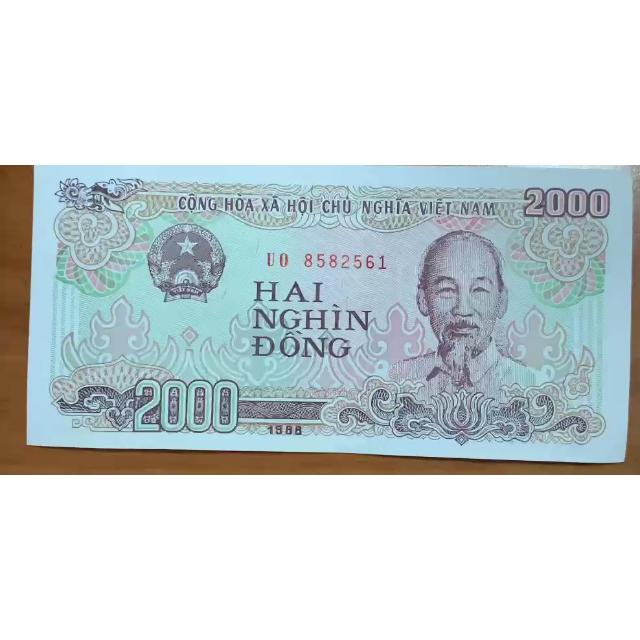 CỘNG HÒA XÃ HỘI CHỦ NGHĨA VIỆT NAM
2000
UO 8582561
HAI
NGHÌN
ĐỒNG
2000
1988